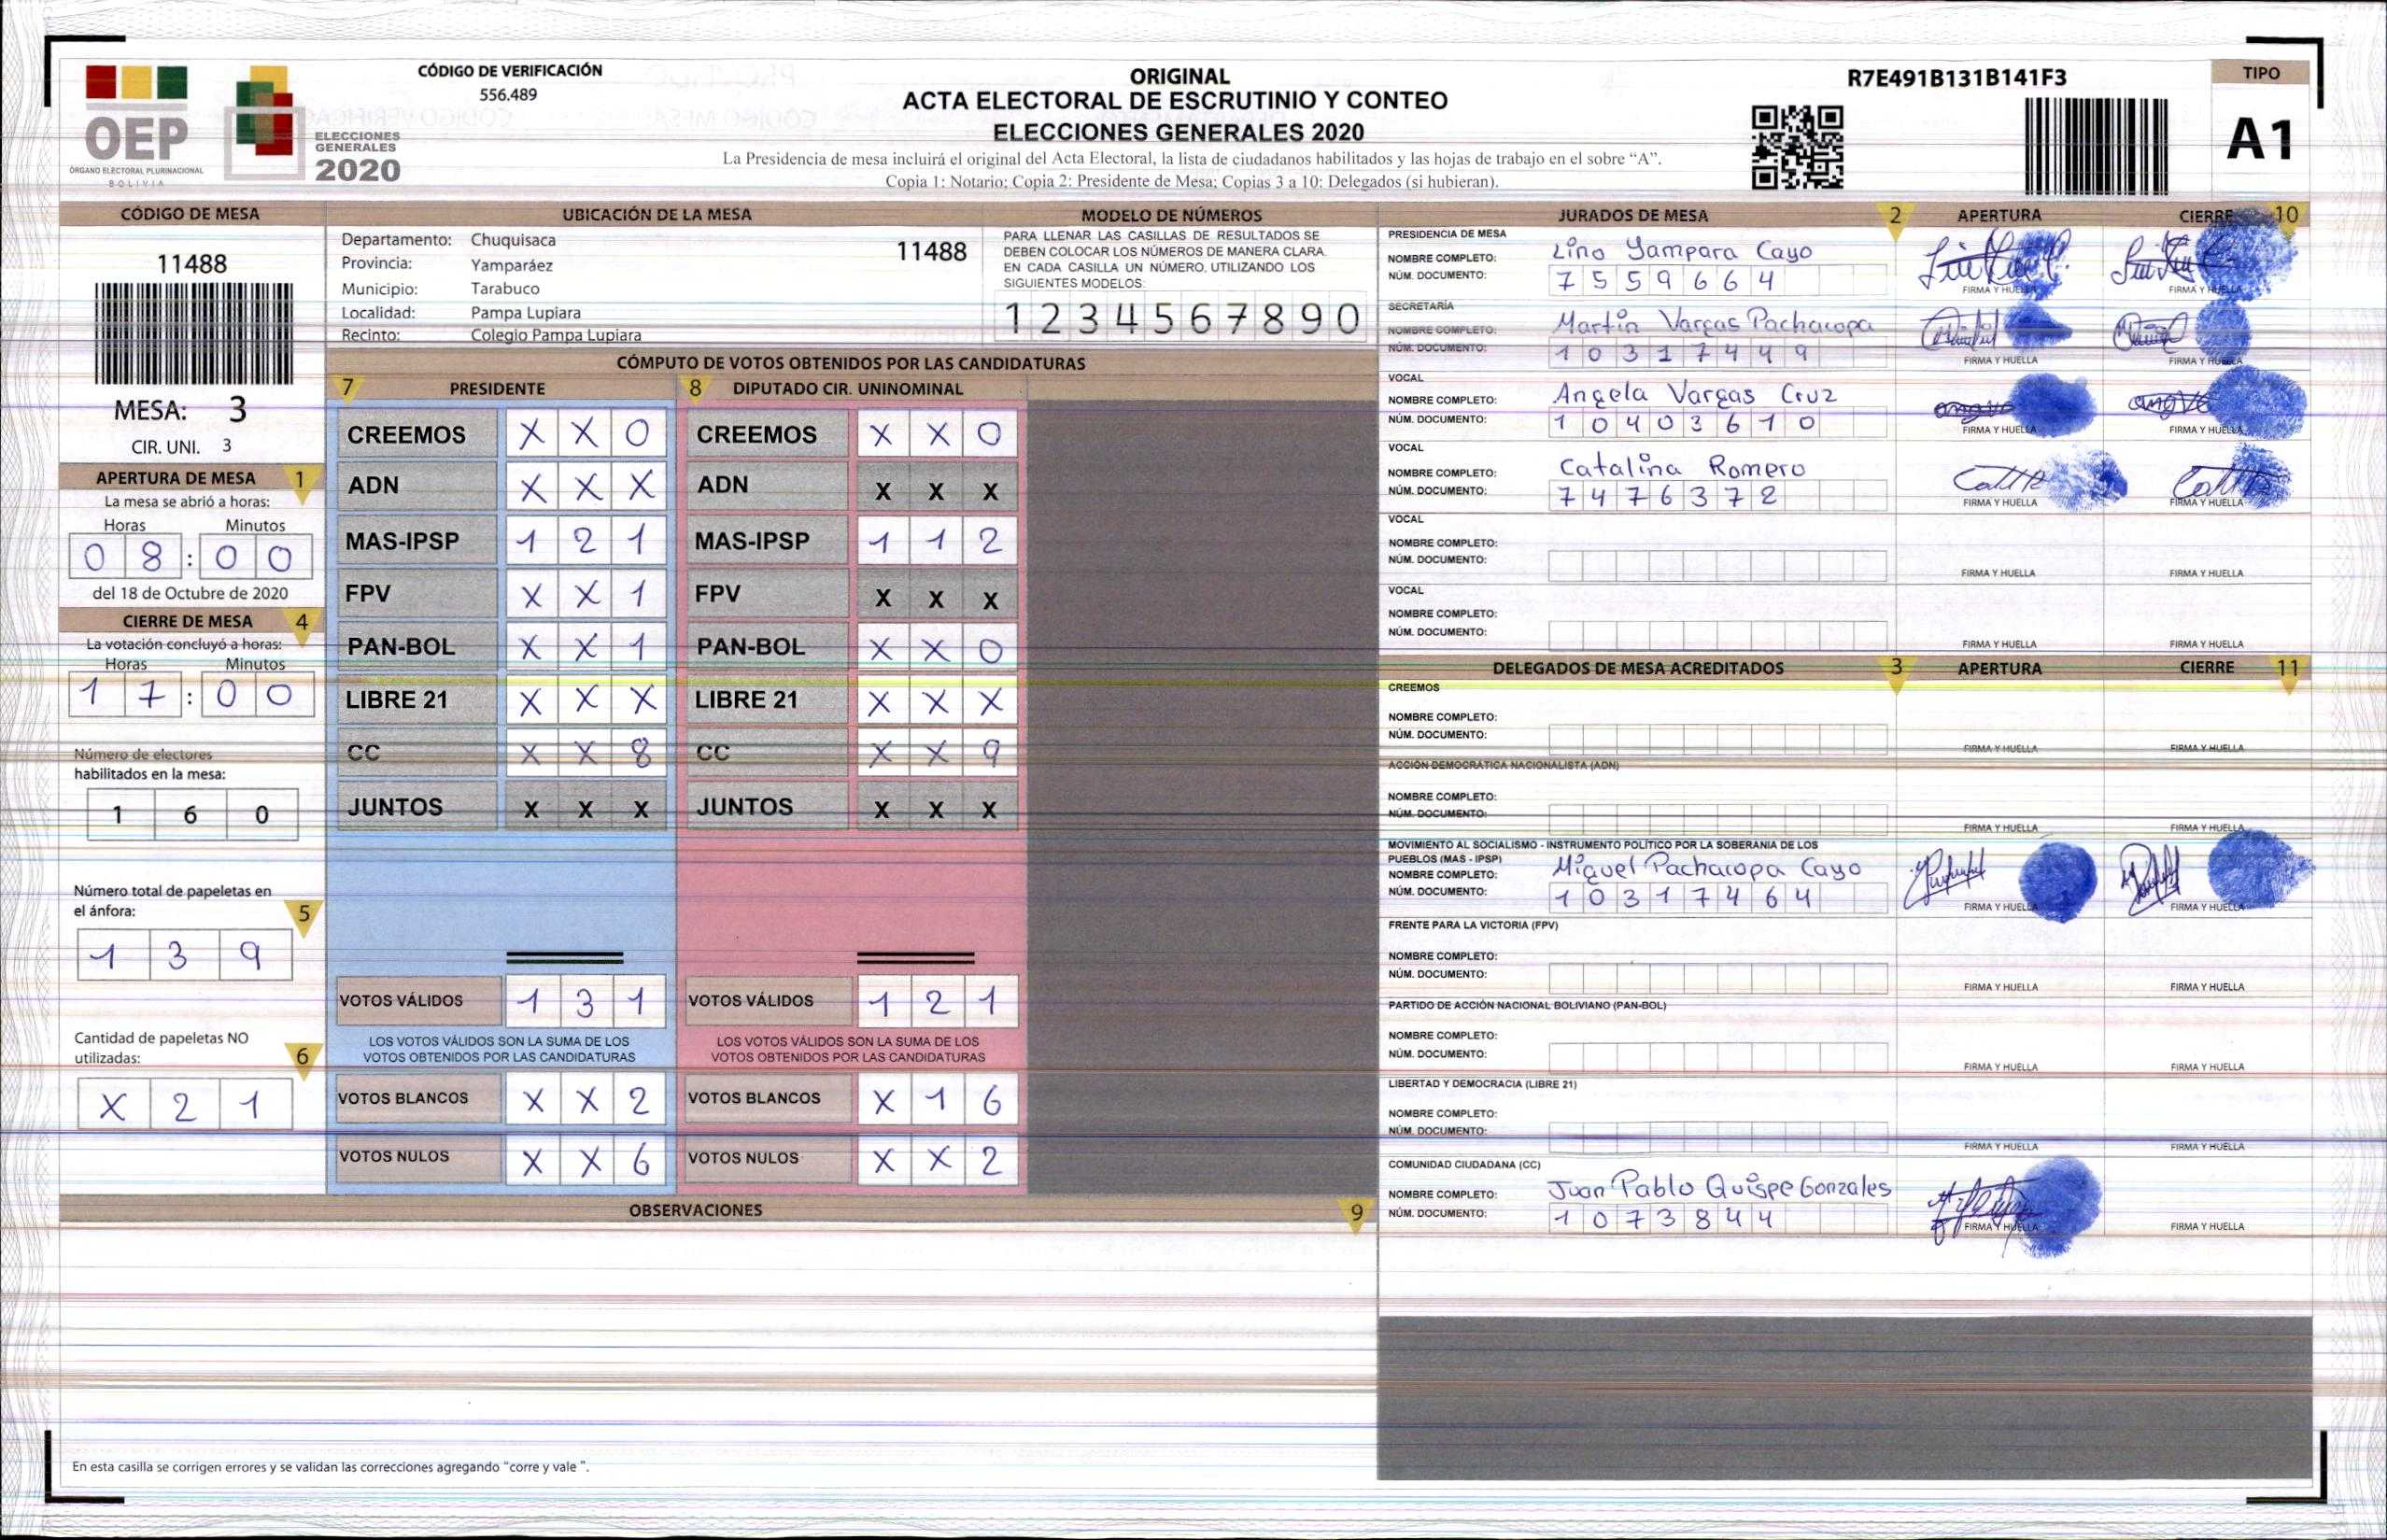 OEP
ÓRGANO ELECTORAL PLURINACIONAL
BOLIVIA
ELECCIONES
GENERALES
2020
CÓDIGO DE VERIFICACIÓN
556.489
ORIGINAL
ACTA ELECTORAL DE ESCRUTINIO Y CONTEO
ELECCIONES GENERALES 2020
La Presidencia de mesa incluirá el original del Acta Electoral, la lista de ciudadanos habilitados y las hojas de trabajo en el sobre “A”.
Copia 1: Notario; Copia 2: Presidente de Mesa; Copias 3 a 10: Delegados (si hubieran).
R7E491B131B141F3
TIPO
A1
CÓDIGO DE MESA
11488
MESA: 3
CIR. UNI. 3
APERTURA DE MESA 1
La mesa se abrió a horas:
Horas Minutos
0 8 : 0 0
del 18 de Octubre de 2020
CIERRE DE MESA 4
La votación concluyó a horas:
Horas Minutos
1 7 : 0 0
Número de electores
habilitados en la mesa:
1 6 0
Número total de papeletas en
el ánfora: 5
1 3 9
Cantidad de papeletas NO
utilizadas: 6
X 2 1
UBICACIÓN DE LA MESA
Departamento: Chuquisaca 11488
Provincia: Yamparáez
Municipio: Tarabuco
Localidad: Pampa Lupiara
Recinto: Colegio Pampa Lupiara
MODELO DE NÚMEROS
PARA LLENAR LAS CASILLAS DE RESULTADOS SE
DEBEN COLOCAR LOS NÚMEROS DE MANERA CLARA.
EN CADA CASILLA UN NÚMERO, UTILIZANDO LOS
SIGUIENTES MODELOS:
1 2 3 4 5 6 7 8 9 0
CÓMPUTO DE VOTOS OBTENIDOS POR LAS CANDIDATURAS
7 PRESIDENTE 8 DIPUTADO CIR. UNINOMINAL
CREEMOS X X 0 CREEMOS X X 0
ADN X X X ADN X X X
MAS-IPSP 1 2 1 MAS-IPSP 1 1 2
FPV X X 1 FPV X X X
PAN-BOL X X 1 PAN-BOL X X 0
LIBRE 21 X X X LIBRE 21 X X X
CC X X 8 CC X X 9
JUNTOS X X X JUNTOS X X X
VOTOS VÁLIDOS 1 3 1 VOTOS VÁLIDOS 1 2 1
LOS VOTOS VÁLIDOS SON LA SUMA DE LOS LOS VOTOS VÁLIDOS SON LA SUMA DE LOS
VOTOS OBTENIDOS POR LAS CANDIDATURAS VOTOS OBTENIDOS POR LAS CANDIDATURAS
VOTOS BLANCOS X X 2 VOTOS BLANCOS X 1 6
VOTOS NULOS X X 6 VOTOS NULOS X X 2
OBSERVACIONES 9
En esta casilla se corrigen errores y se validan las correcciones agregando “corre y vale ”.
JURADOS DE MESA 2 APERTURA CIERRE 10
PRESIDENCIA DE MESA
NOMBRE COMPLETO: Lino Yampara Cayo
NÚM. DOCUMENTO: 7559664
FIRMA Y HUELLA FIRMA Y HUELLA
SECRETARÍA
NOMBRE COMPLETO: Martin Vargas Pachacopa
NÚM. DOCUMENTO: 10317449
FIRMA Y HUELLA FIRMA Y HUELLA
VOCAL
NOMBRE COMPLETO: Angela Vargas Cruz
NÚM. DOCUMENTO: 10403610
FIRMA Y HUELLA FIRMA Y HUELLA
VOCAL
NOMBRE COMPLETO: Catalina Romero
NÚM. DOCUMENTO: 7476372
FIRMA Y HUELLA FIRMA Y HUELLA
VOCAL
NOMBRE COMPLETO:
NÚM. DOCUMENTO:
FIRMA Y HUELLA FIRMA Y HUELLA
VOCAL
NOMBRE COMPLETO:
NÚM. DOCUMENTO:
FIRMA Y HUELLA FIRMA Y HUELLA
DELEGADOS DE MESA ACREDITADOS 3 APERTURA CIERRE 11
CREEMOS
NOMBRE COMPLETO:
NÚM. DOCUMENTO:
FIRMA Y HUELLA FIRMA Y HUELLA
ACCIÓN DEMOCRÁTICA NACIONALISTA (ADN)
NOMBRE COMPLETO:
NÚM. DOCUMENTO:
FIRMA Y HUELLA FIRMA Y HUELLA
MOVIMIENTO AL SOCIALISMO - INSTRUMENTO POLÍTICO POR LA SOBERANIA DE LOS
PUEBLOS (MAS - IPSP)
NOMBRE COMPLETO: Miguel Pachacopa Cayo
NÚM. DOCUMENTO: 10317464
FIRMA Y HUELLA FIRMA Y HUELLA
FRENTE PARA LA VICTORIA (FPV)
NOMBRE COMPLETO:
NÚM. DOCUMENTO:
FIRMA Y HUELLA FIRMA Y HUELLA
PARTIDO DE ACCIÓN NACIONAL BOLIVIANO (PAN-BOL)
NOMBRE COMPLETO:
NÚM. DOCUMENTO:
FIRMA Y HUELLA FIRMA Y HUELLA
LIBERTAD Y DEMOCRACIA (LIBRE 21)
NOMBRE COMPLETO:
NÚM. DOCUMENTO:
FIRMA Y HUELLA FIRMA Y HUELLA
COMUNIDAD CIUDADANA (CC)
NOMBRE COMPLETO: Juan Pablo Quispe Gonzales
NÚM. DOCUMENTO: 1073844
FIRMA Y HUELLA FIRMA Y HUELLA